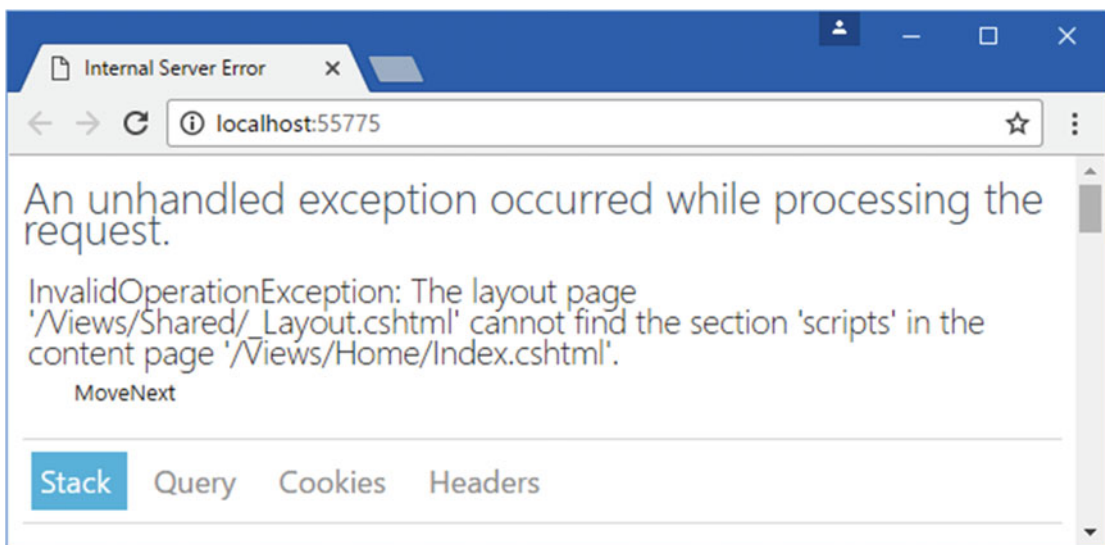 Internal Server Error
localhost:55775
An unhandled exception occurred while processing the
request.
InvalidOperationException: The layout page
'/Views/Shared/_Layout.cshtml' cannot find the section 'scripts' in the
content page '/Views/Home/Index.cshtml'.
MoveNext
Stack Query Cookies Headers